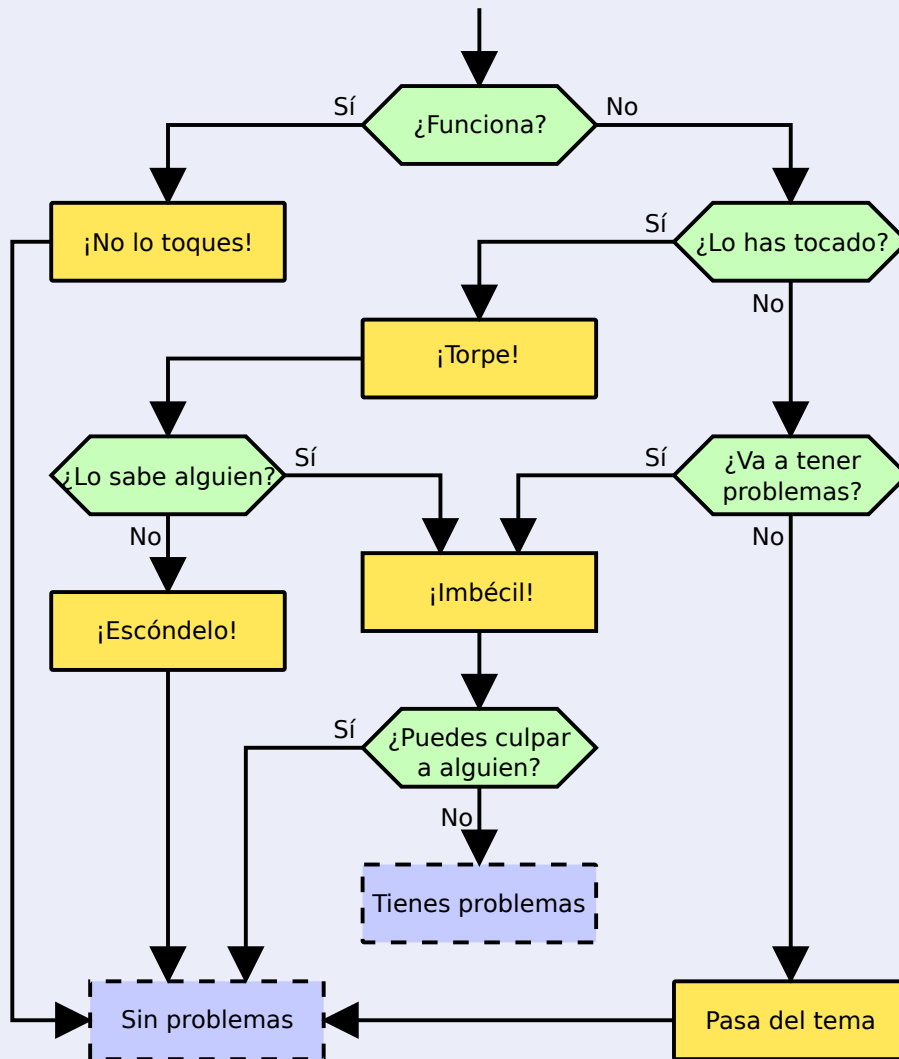 ¿Funciona?
Sí
No
¡No lo toques!
¿Lo has tocado?
Sí
No
¡Torpe!
¿Lo sabe alguien?
Sí
No
¿Va a tener
problemas?
Sí
No
¡Imbécil!
¡Escóndelo!
¿Puedes culpar
a alguien?
Sí
No
Tienes problemas
Sin problemas
Pasa del tema